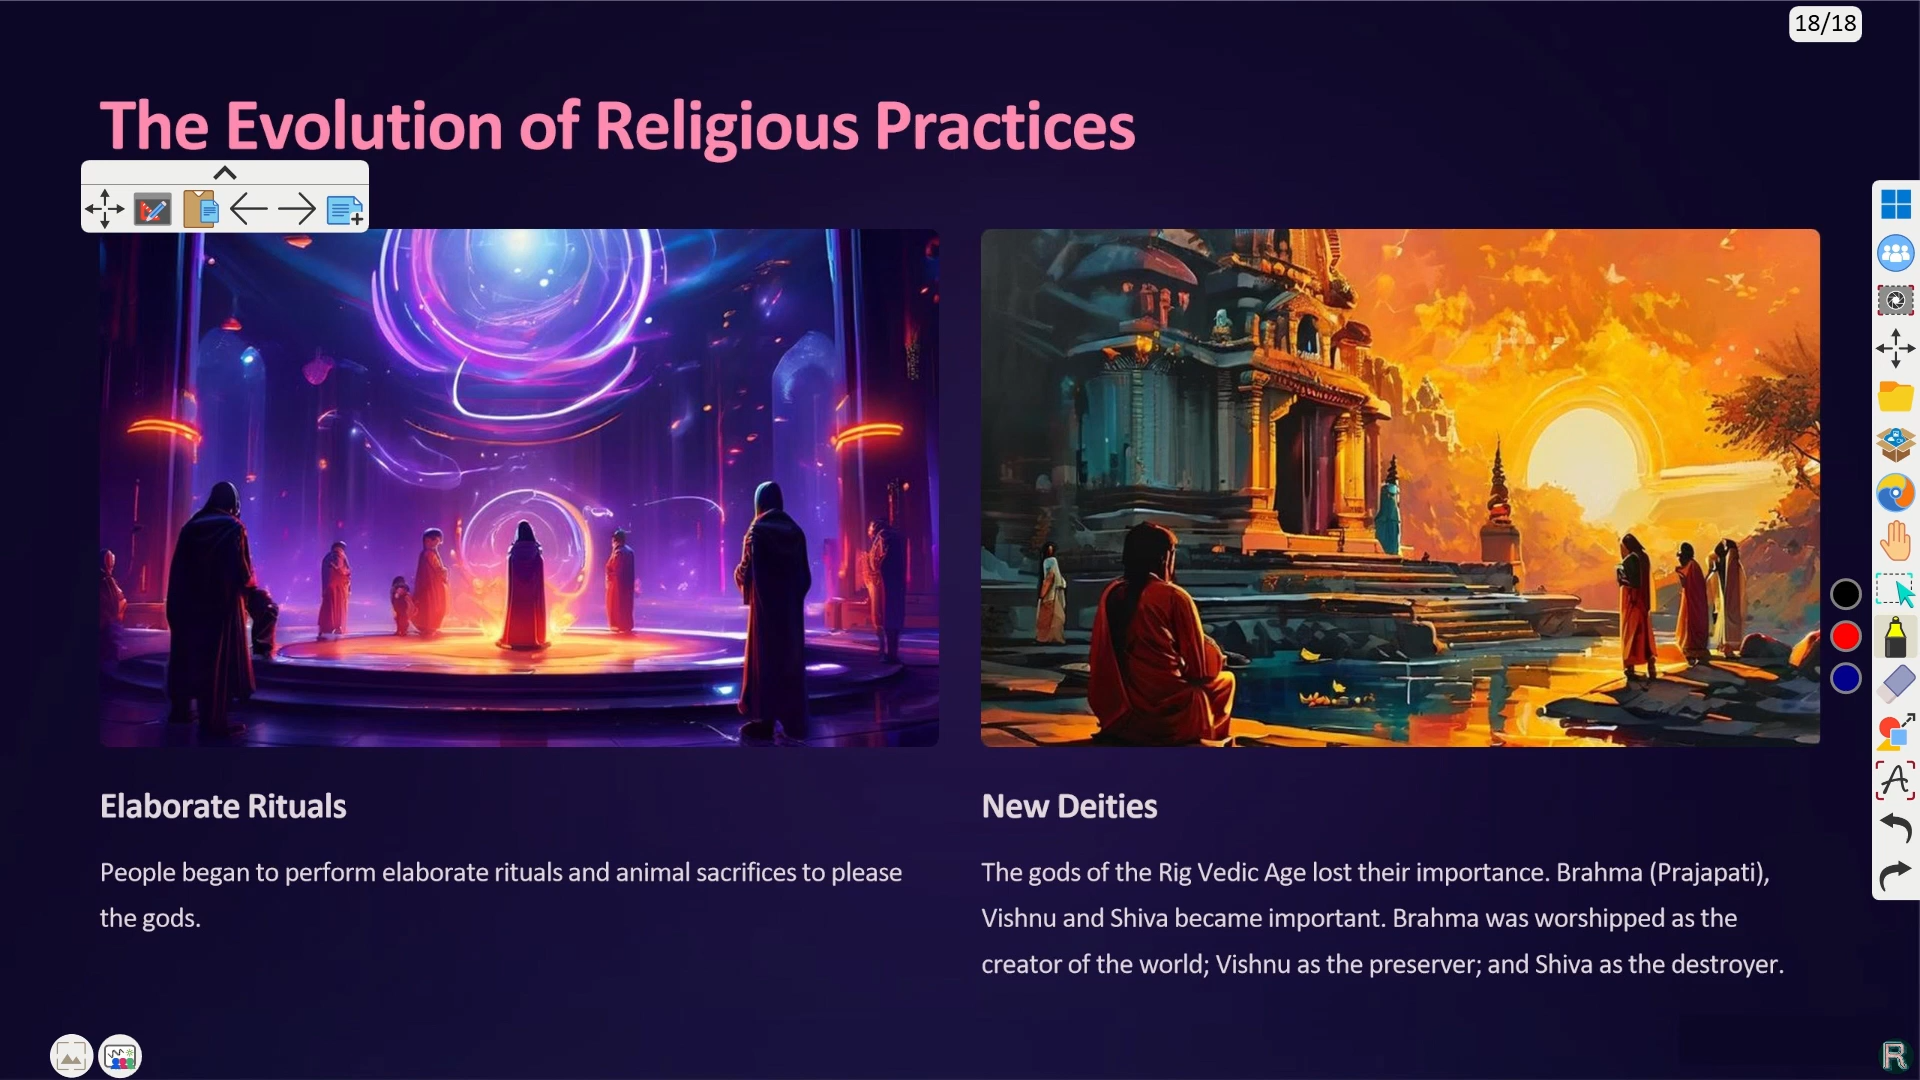 18/18
The Evolution of Religious Practices
Elaborate Rituals
People began to perform elaborate rituals and animal sacrifices to please
the gods.
New Deities
The gods of the Rig Vedic Age lost their importance. Brahma (Prajapati),
Vishnu and Shiva became important. Brahma was worshipped as the
creator of the world; Vishnu as the preserver; and Shiva as the destroyer.